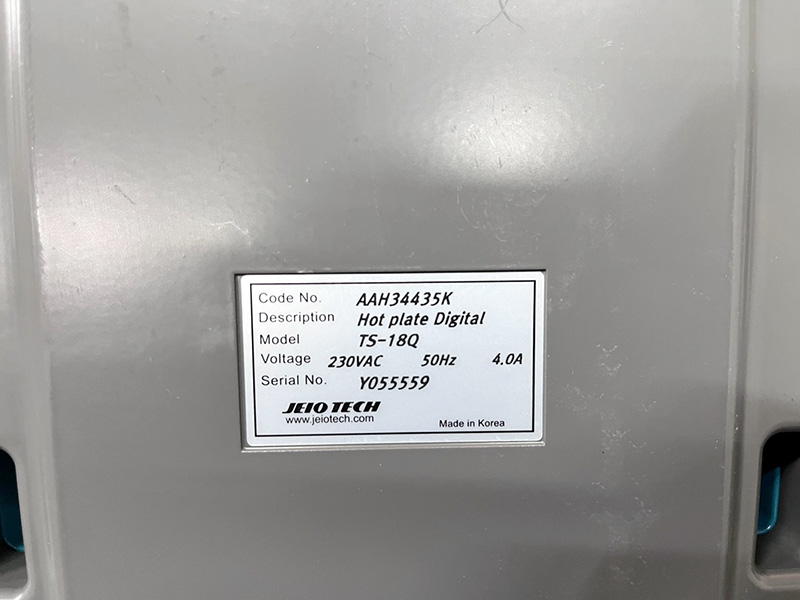 Code No. AAH34435K
Description Hot plate Digital
Model TS-18Q
Voltage 230VAC 50Hz 4.0A
Serial No. Y055559
JEIO TECH
www.jeiotech.com Made in Korea